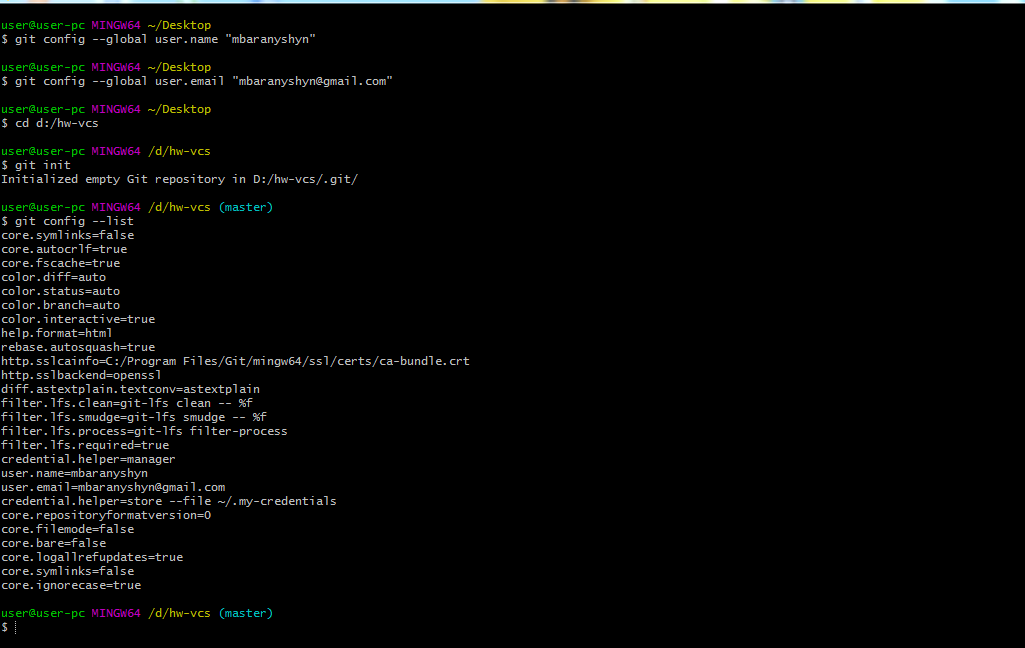 user@user-pc MINGW64 ~/Desktop
$ git config --global user.name "mbaranyshyn"
user@user-pc MINGW64 ~/Desktop
$ git config --global user.email "mbaranyshyn@gmail.com"
user@user-pc MINGW64 ~/Desktop
$ cd d:/hw-vcs
user@user-pc MINGW64 /d/hw-vcs
$ git init
Initialized empty Git repository in D:/hw-vcs/.git/
user@user-pc MINGW64 /d/hw-vcs (master)
$ git config --list
core.symlinks=false
core.autocrlf=true
core.fscache=true
color.diff=auto
color.status=auto
color.branch=auto
color.interactive=true
help.format=html
rebase.autosquash=true
http.sslcainfo=C:/Program Files/Git/mingw64/ssl/certs/ca-bundle.crt
http.sslbackend=openssl
diff.astextplain.textconv=astextplain
filter.lfs.clean=git-lfs clean -- %f
filter.lfs.smudge=git-lfs smudge -- %f
filter.lfs.process=git-lfs filter-process
filter.lfs.required=true
credential.helper=manager
user.name=mbaranyshyn
user.email=mbaranyshyn@gmail.com
credential.helper=store --file ~/.my-credentials
core.repositoryformatversion=0
core.filemode=false
core.bare=false
core.logallrefupdates=true
core.symlinks=false
core.ignorecase=true
user@user-pc MINGW64 /d/hw-vcs (master)
$